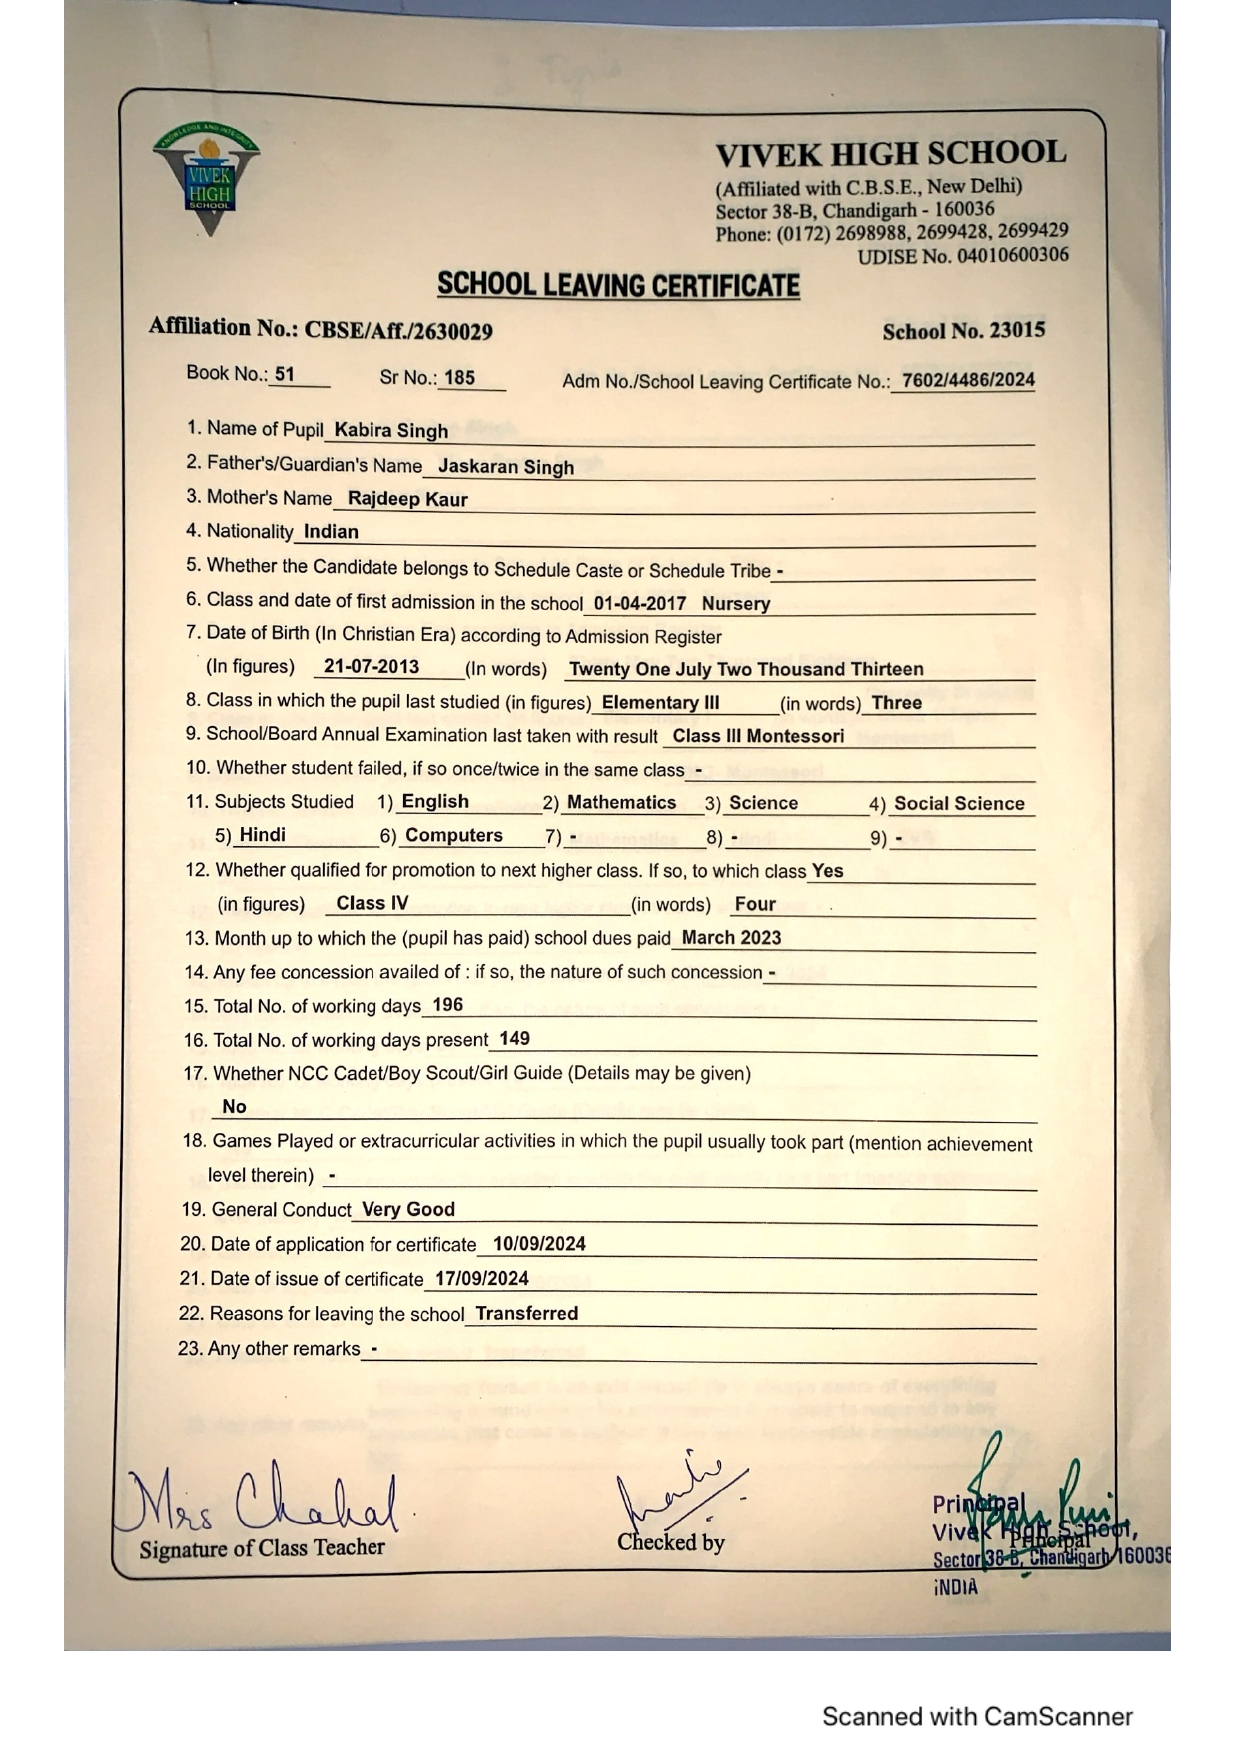 KNOWLEDGE AND INTEGRITY
VIVEK
HIGH
SCHOOL
VIVEK HIGH SCHOOL
(Affiliated with C.B.S.E., New Delhi)
Sector 38-B, Chandigarh - 160036
Phone: (0172) 2698988, 2699428, 2699429
UDISE No. 04010600306
SCHOOL LEAVING CERTIFICATE
Affiliation No.: CBSE/Aff./2630029 School No. 23015
Book No.: 51 Sr No.: 185 Adm No./School Leaving Certificate No.: 7602/4486/2024
1. Name of Pupil Kabira Singh
2. Father's/Guardian's Name Jaskaran Singh
3. Mother's Name Rajdeep Kaur
4. Nationality Indian
5. Whether the Candidate belongs to Schedule Caste or Schedule Tribe -
6. Class and date of first admission in the school 01-04-2017 Nursery
7. Date of Birth (In Christian Era) according to Admission Register
(In figures) 21-07-2013 (In words) Twenty One July Two Thousand Thirteen
8. Class in which the pupil last studied (in figures) Elementary III (in words) Three
9. School/Board Annual Examination last taken with result Class III Montessori
10. Whether student failed, if so once/twice in the same class -
11. Subjects Studied 1) English 2) Mathematics 3) Science 4) Social Science
5) Hindi 6) Computers 7) - 8) - 9) -
12. Whether qualified for promotion to next higher class. If so, to which class Yes
(in figures) Class IV (in words) Four
13. Month up to which the (pupil has paid) school dues paid March 2023
14. Any fee concession availed of : if so, the nature of such concession -
15. Total No. of working days 196
16. Total No. of working days present 149
17. Whether NCC Cadet/Boy Scout/Girl Guide (Details may be given)
No
18. Games Played or extracurricular activities in which the pupil usually took part (mention achievement
level therein) -
19. General Conduct Very Good
20. Date of application for certificate 10/09/2024
21. Date of issue of certificate 17/09/2024
22. Reasons for leaving the school Transferred
23. Any other remarks -
Mrs Chahal
Signature of Class Teacher
Checked by
Principal
Principal
Vivek High School,
Sector 38-B, Chandigarh 160036
iNDIA
Scanned with CamScanner